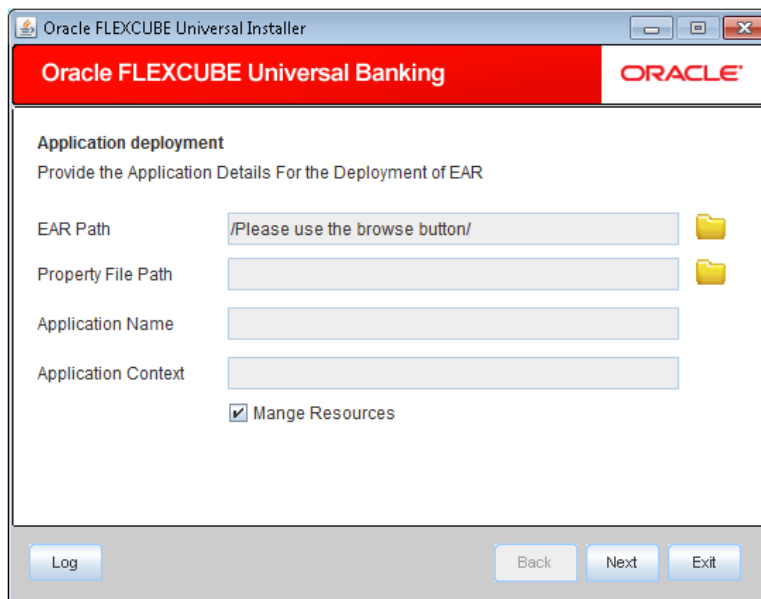 Oracle FLEXCUBE Universal Installer
Oracle FLEXCUBE Universal Banking
ORACLE
Application deployment
Provide the Application Details For the Deployment of EAR
EAR Path
/Please use the browse button/
Property File Path
Application Name
Application Context
Mange Resources
Log
Back
Next
Exit